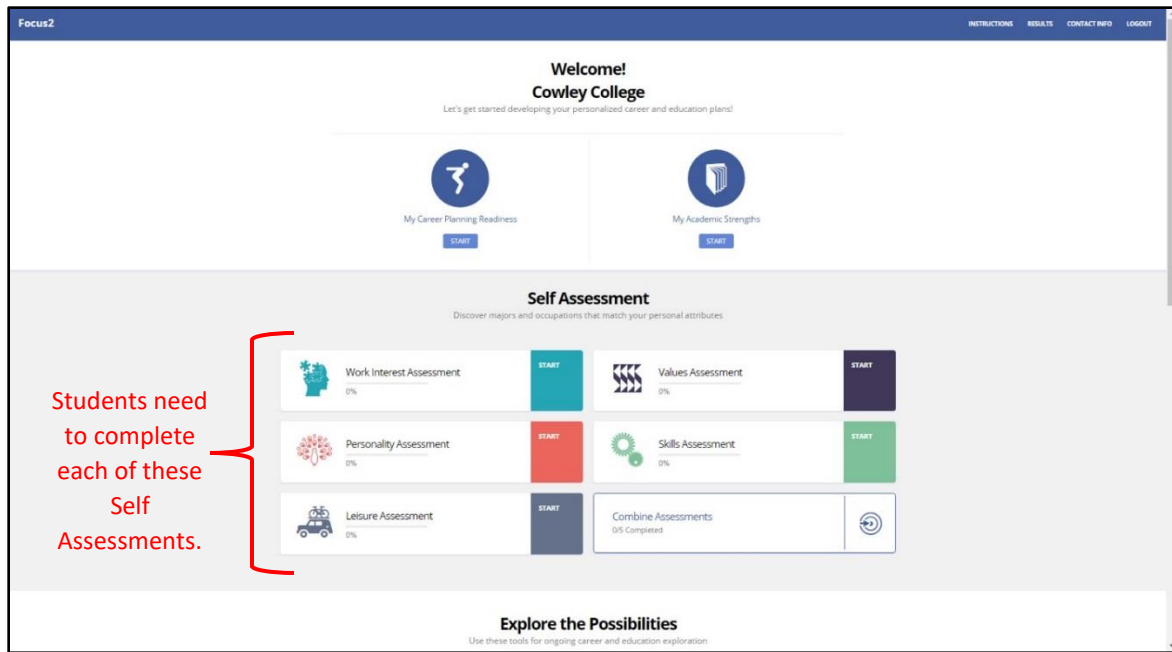 Focus2
INSTRUCTIONS RESULTS CONTACT INFO LOGOUT
Welcome!
Cowley College
Let's get started developing your personalized career and education plans!
My Career Planning Readiness
START
My Academic Strengths
START
Self Assessment
Discover majors and occupations that match your personal attributes
Students need
to complete
each of these
Self
Assessments.
Work Interest Assessment
0%
START
Values Assessment
0%
START
Personality Assessment
0%
START
Skills Assessment
0%
START
Leisure Assessment
0%
START
Combine Assessments
0/5 Completed
Explore the Possibilities
Use these tools for ongoing career and education exploration